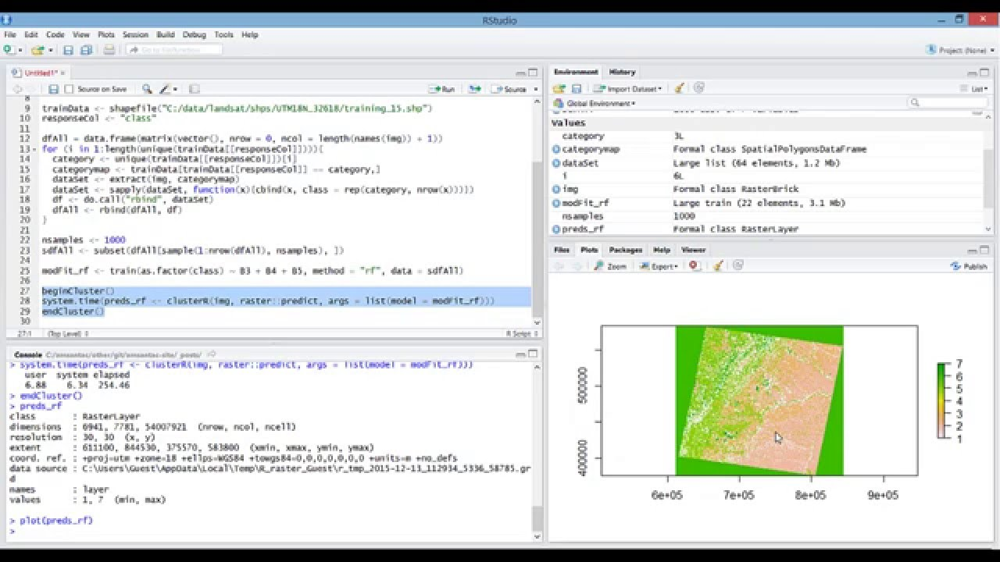 RStudio
File Edit Code View Plots Session Build Debug Tools Help
Go to file/function
Project: (None)
Untitled1*
Source on Save
Run
Source
8
9 trainData <- shapefile("C:/data/landsat/shps/UTM18N_32618/training_15.shp")
10 responseCol <- "class"
11
12 dfAll = data.frame(matrix(vector(), nrow = 0, ncol = length(names(img)) + 1))
13 for (i in 1:length(unique(trainData[[responseCol]]))){
14 category <- unique(trainData[[responseCol]])[i]
15 categorymap <- trainData[trainData[[responseCol]] == category,]
16 dataSet <- extract(img, categorymap)
17 dataSet <- sapply(dataSet, function(x){cbind(x, class = rep(category, nrow(x)))})
18 df <- do.call("rbind", dataSet)
19 dfAll <- rbind(dfAll, df)
20 }
21
22 nsamples <- 1000
23 sdfAll <- subset(dfAll[sample(1:nrow(dfAll), nsamples), ])
24
25 modFit_rf <- train(as.factor(class) ~ B3 + B4 + B5, method = "rf", data = sdfAll)
26
27 beginCluster()
28 system.time(preds_rf <- clusterR(img, raster::predict, args = list(model = modFit_rf)))
29 endCluster()
30
27:1 (Top Level) R Script
Console C:/amsantac/other/git/amsantac-site/_posts/
> system.time(preds_rf <- clusterR(img, raster::predict, args = list(model = modFit_rf)))
user system elapsed
6.88 6.34 254.46
> endCluster()
> preds_rf
class : RasterLayer
dimensions : 6941, 7781, 54007921 (nrow, ncol, ncell)
resolution : 30, 30 (x, y)
extent : 611100, 844530, 375570, 583800 (xmin, xmax, ymin, ymax)
coord. ref. : +proj=utm +zone=18 +ellps=WGS84 +towgs84=0,0,0,0,0,0,0 +units=m +no_defs
data source : C:\Users\Guest\AppData\Local\Temp\R_raster_Guest\r_tmp_2015-12-13_112934_5336_58785.gr
d
names : layer
values : 1, 7 (min, max)
> plot(preds_rf)
>
Environment History
Import Dataset
List
Global Environment
Values
category 3L
categorymap Formal class SpatialPolygonsDataFrame
dataSet Large list (64 elements, 1.2 Mb)
i 6L
img Formal class RasterBrick
modFit_rf Large train (22 elements, 3.1 Mb)
nsamples 1000
preds_rf Formal class RasterLayer
Files Plots Packages Help Viewer
Zoom Export Publish
500000
400000
6e+05 7e+05 8e+05 9e+05
7
6
5
4
3
2
1